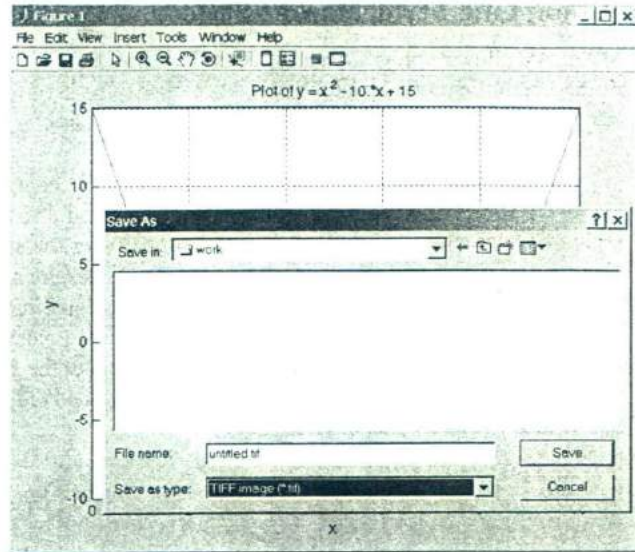 Figure 1
File Edit View Insert Tools Window Help
Plot of y = x² - 10.*x + 15
15
10
Save As
Save in: work
5
y
0
-5
File name: untitled.tif Save
Save as type: TIFF image (*.tif) Cancel
-10
0
x